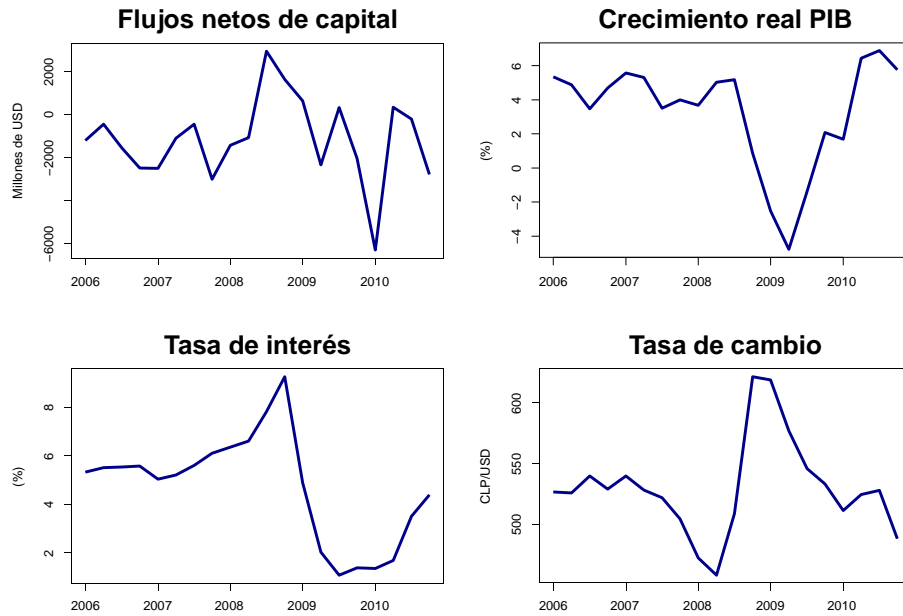 Flujos netos de capital
Millones de USD
2000
0
−2000
−6000
2006 2007 2008 2009 2010
Crecimiento real PIB
(%)
6
4
2
0
−2
−4
2006 2007 2008 2009 2010
Tasa de interés
(%)
8
6
4
2
2006 2007 2008 2009 2010
Tasa de cambio
CLP/USD
600
550
500
2006 2007 2008 2009 2010